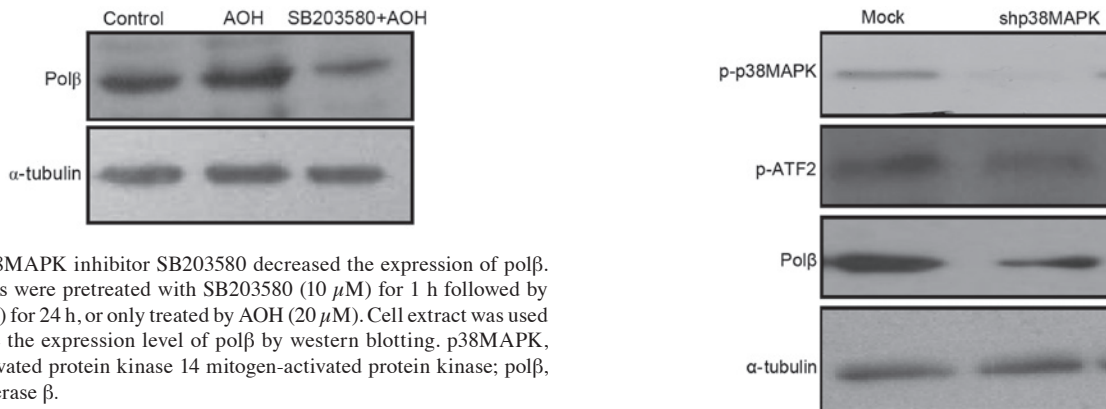 Control AOH SB203580+AOH
Polβ
α-tubulin
8MAPK inhibitor SB203580 decreased the expression of polβ.
s were pretreated with SB203580 (10 μM) for 1 h followed by
) for 24 h, or only treated by AOH (20 μM). Cell extract was used
the expression level of polβ by western blotting. p38MAPK,
vated protein kinase 14 mitogen-activated protein kinase; polβ,
erase β.
Mock shp38MAPK
p-p38MAPK
p-ATF2
Polβ
α-tubulin